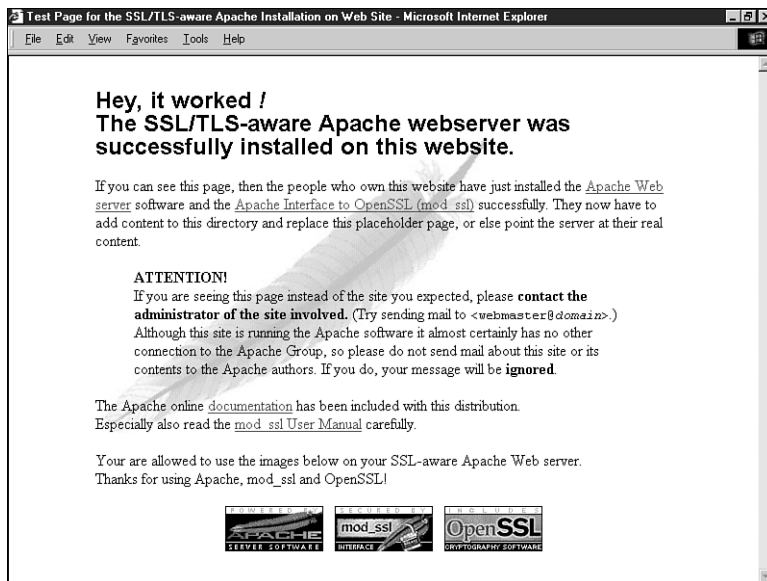 Test Page for the SSL/TLS-aware Apache Installation on Web Site - Microsoft Internet Explorer
File Edit View Favorites Tools Help
Hey, it worked !
The SSL/TLS-aware Apache webserver was
successfully installed on this website.
If you can see this page, then the people who own this website have just installed the Apache Web
server software and the Apache Interface to OpenSSL (mod_ssl) successfully. They now have to
add content to this directory and replace this placeholder page, or else point the server at their real
content.
ATTENTION!
If you are seeing this page instead of the site you expected, please contact the
administrator of the site involved. (Try sending mail to <webmaster@domain>.)
Although this site is running the Apache software it almost certainly has no other
connection to the Apache Group, so please do not send mail about this site or its
contents to the Apache authors. If you do, your message will be ignored.
The Apache online documentation has been included with this distribution.
Especially also read the mod_ssl User Manual carefully.
Your are allowed to use the images below on your SSL-aware Apache Web server.
Thanks for using Apache, mod_ssl and OpenSSL!
POWERED BY SECURED BY INCLUDES
APACHE mod_ssl OpenSSL
SERVER SOFTWARE INTERFACE CRYPTOGRAPHY SOFTWARE